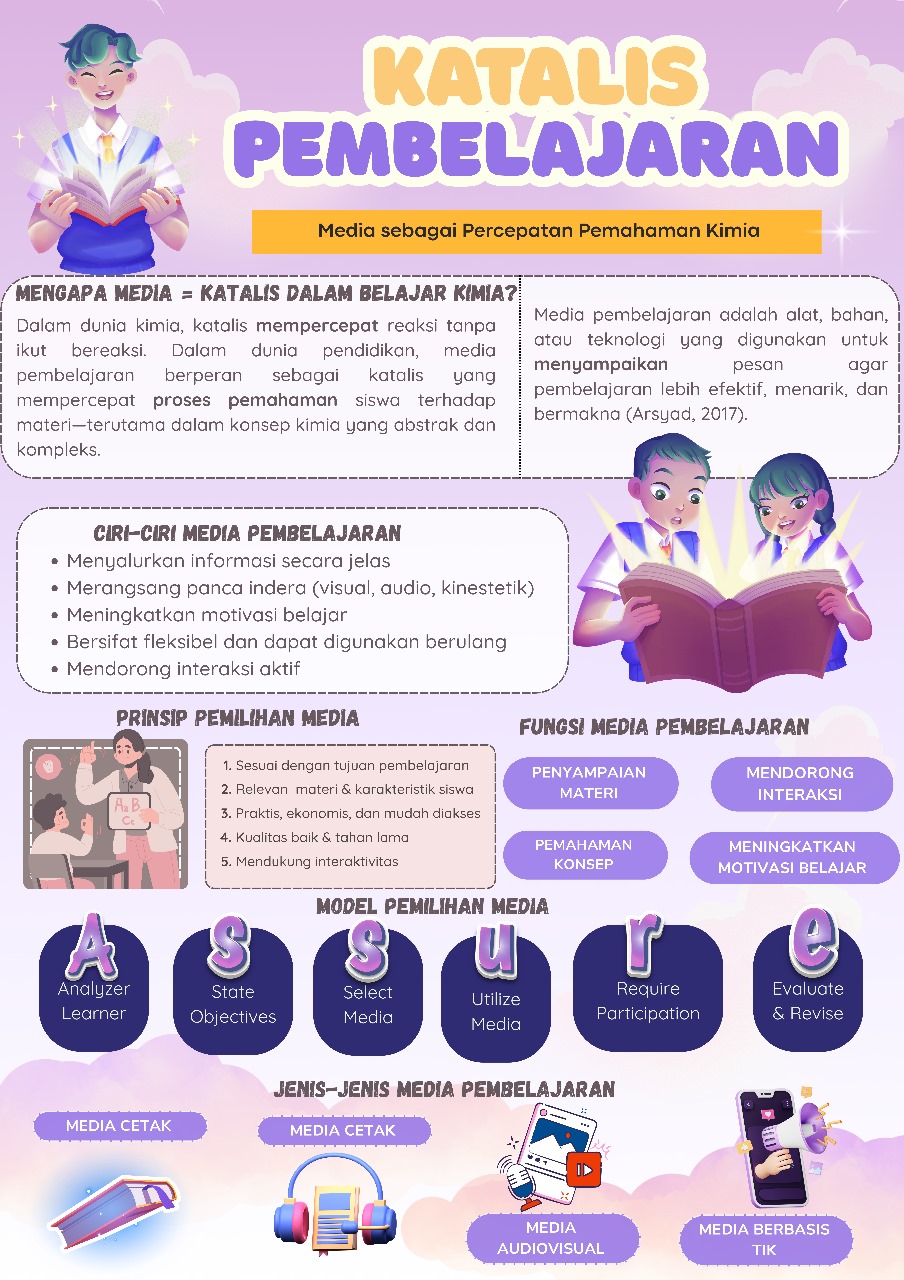 KATALIS
PEMBELAJARAN
Media sebagai Percepatan Pemahaman Kimia
MENGAPA MEDIA = KATALIS DALAM BELAJAR KIMIA?
Dalam dunia kimia, katalis mempercepat reaksi tanpa
ikut bereaksi. Dalam dunia pendidikan, media
pembelajaran berperan sebagai katalis yang
mempercepat proses pemahaman siswa terhadap
materi—terutama dalam konsep kimia yang abstrak dan
kompleks.
Media pembelajaran adalah alat, bahan,
atau teknologi yang digunakan untuk
menyampaikan pesan agar
pembelajaran lebih efektif, menarik, dan
bermakna (Arsyad, 2017).
CIRI-CIRI MEDIA PEMBELAJARAN
• Menyalurkan informasi secara jelas
• Merangsang panca indera (visual, audio, kinestetik)
• Meningkatkan motivasi belajar
• Bersifat fleksibel dan dapat digunakan berulang
• Mendorong interaksi aktif
PRINSIP PEMILIHAN MEDIA
A B
Cc
1. Sesuai dengan tujuan pembelajaran
2. Relevan materi & karakteristik siswa
3. Praktis, ekonomis, dan mudah diakses
4. Kualitas baik & tahan lama
5. Mendukung interaktivitas
FUNGSI MEDIA PEMBELAJARAN
PENYAMPAIAN
MATERI
MENDORONG
INTERAKSI
PEMAHAMAN
KONSEP
MENINGKATKAN
MOTIVASI BELAJAR
MODEL PEMILIHAN MEDIA
A
Analyzer
Learner
S
State
Objectives
S
Select
Media
u
Utilize
Media
r
Require
Participation
e
Evaluate
& Revise
JENIS-JENIS MEDIA PEMBELAJARAN
MEDIA CETAK
MEDIA CETAK
MEDIA
AUDIOVISUAL
MEDIA BERBASIS
TIK